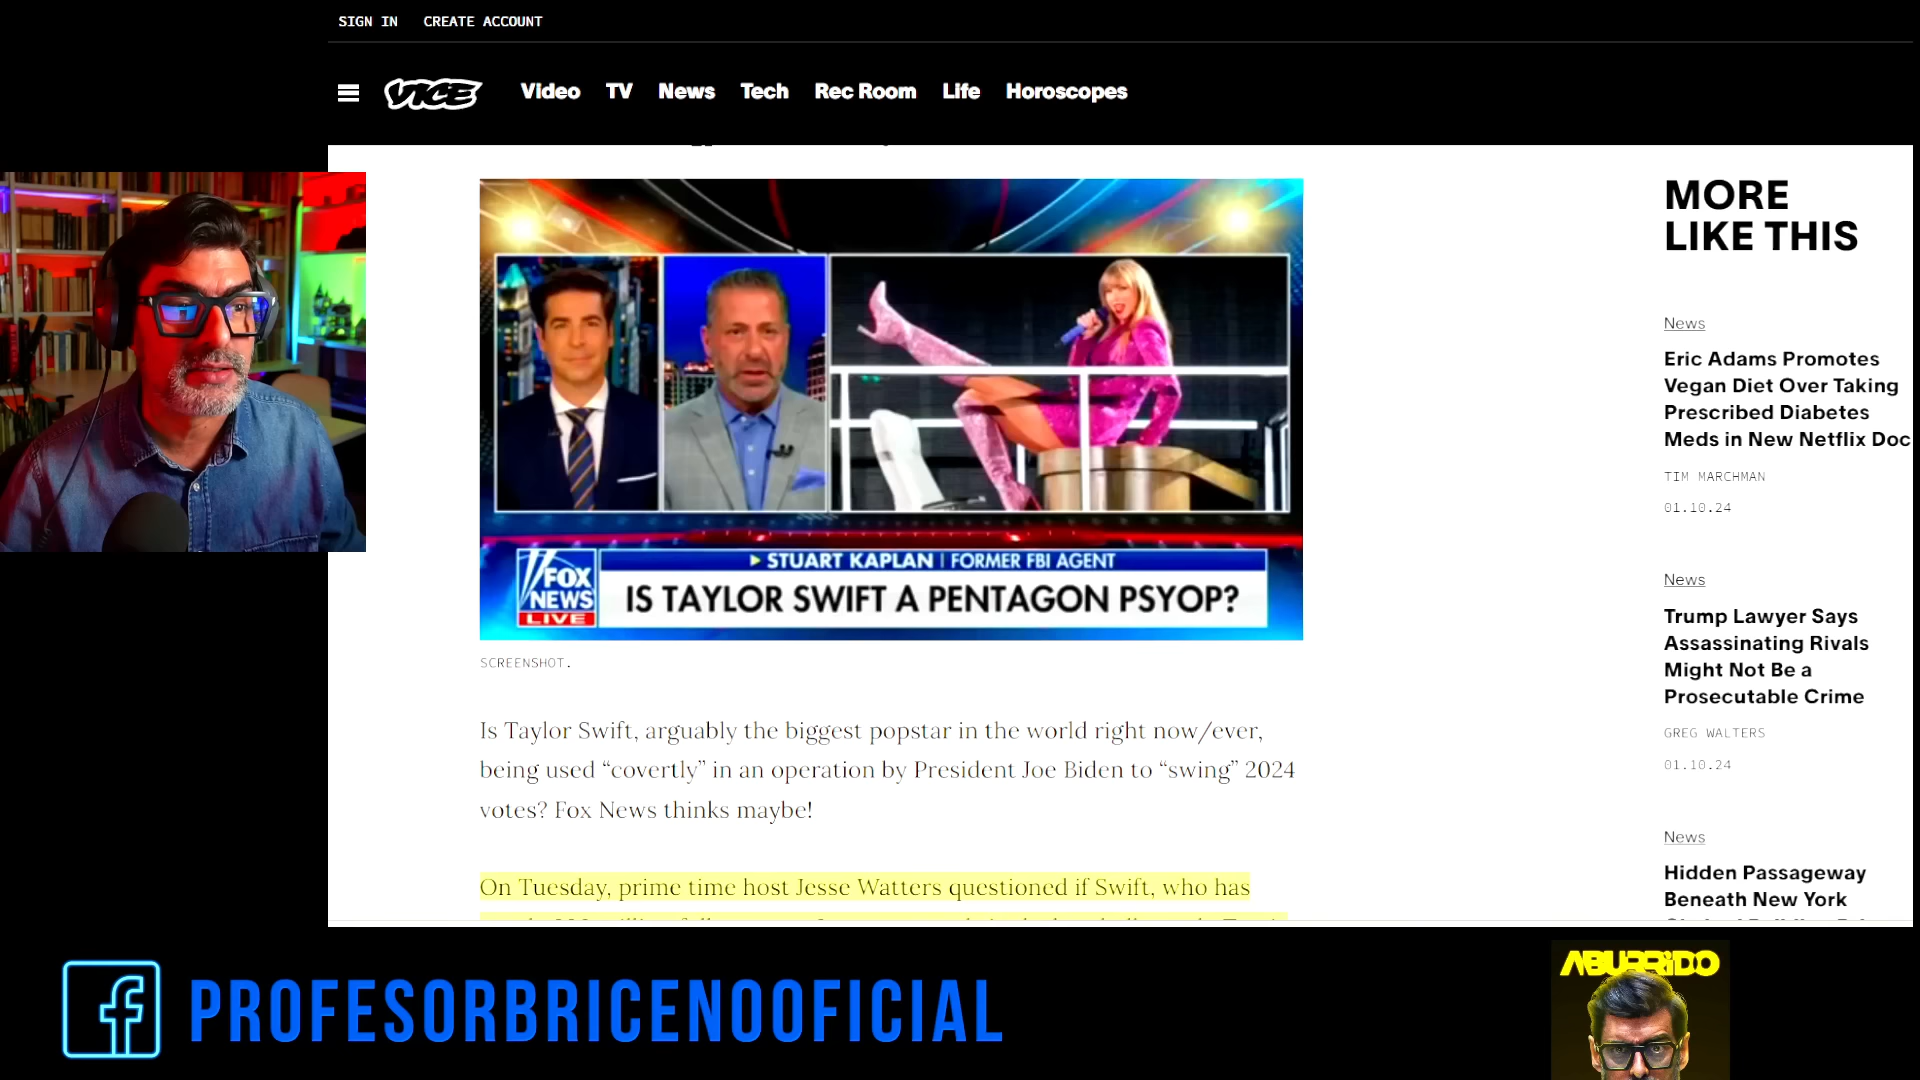 SIGN IN CREATE ACCOUNT
VICE Video TV News Tech Rec Room Life Horoscopes
STUART KAPLAN | FORMER FBI AGENT
FOX
NEWS
LIVE
IS TAYLOR SWIFT A PENTAGON PSYOP?
SCREENSHOT.
Is Taylor Swift, arguably the biggest popstar in the world right now/ever,
being used “covertly” in an operation by President Joe Biden to “swing” 2024
votes? Fox News thinks maybe!
On Tuesday, prime time host Jesse Watters questioned if Swift, who has
MORE
LIKE THIS
News
Eric Adams Promotes
Vegan Diet Over Taking
Prescribed Diabetes
Meds in New Netflix Doc
TIM MARCHMAN
01.10.24
News
Trump Lawyer Says
Assassinating Rivals
Might Not Be a
Prosecutable Crime
GREG WALTERS
01.10.24
News
Hidden Passageway
Beneath New York
PROFESORBRICENOOFICIAL
ABURRIDO